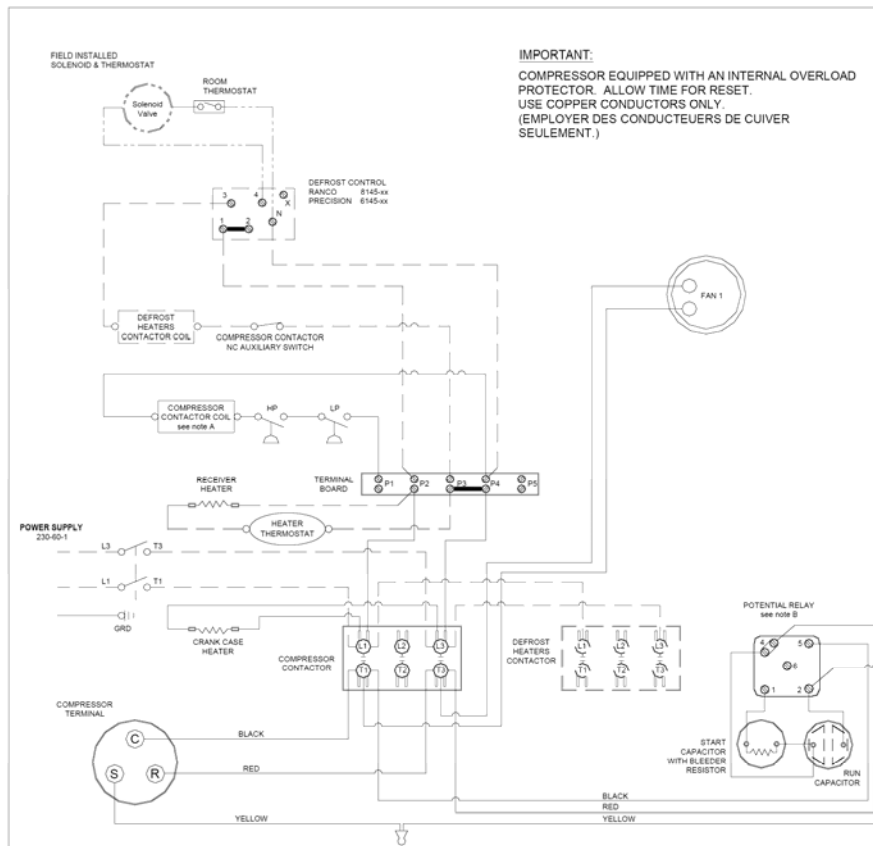 FIELD INSTALLED
SOLENOID & THERMOSTAT
Solenoid
Valve
ROOM
THERMOSTAT
IMPORTANT:
COMPRESSOR EQUIPPED WITH AN INTERNAL OVERLOAD
PROTECTOR. ALLOW TIME FOR RESET.
USE COPPER CONDUCTORS ONLY.
(EMPLOYER DES CONDUCTEUERS DE CUIVER
SEULEMENT.)
3
4
X
N
1
2
DEFROST CONTROL
RANCO 8145-xx
PRECISION 6145-xx
FAN 1
DEFROST
HEATERS
CONTACTOR COIL
COMPRESSOR CONTACTOR
NC AUXILIARY SWITCH
COMPRESSOR
CONTACTOR COIL
see note A
HP
LP
TERMINAL
BOARD
P1
P2
P3
P4
P5
RECEIVER
HEATER
HEATER
THERMOSTAT
POWER SUPPLY
230-60-1
L3
T3
L1
T1
GRD
CRANK CASE
HEATER
COMPRESSOR
CONTACTOR
L1
L2
L3
T1
T2
T3
DEFROST
HEATERS
CONTACTOR
L1
L2
L3
T1
T2
T3
POTENTIAL RELAY
see note B
4
5
6
1
2
START
CAPACITOR
WITH BLEEDER
RESISTOR
RUN
CAPACITOR
COMPRESSOR
TERMINAL
C
S
R
BLACK
RED
YELLOW
BLACK
RED
YELLOW